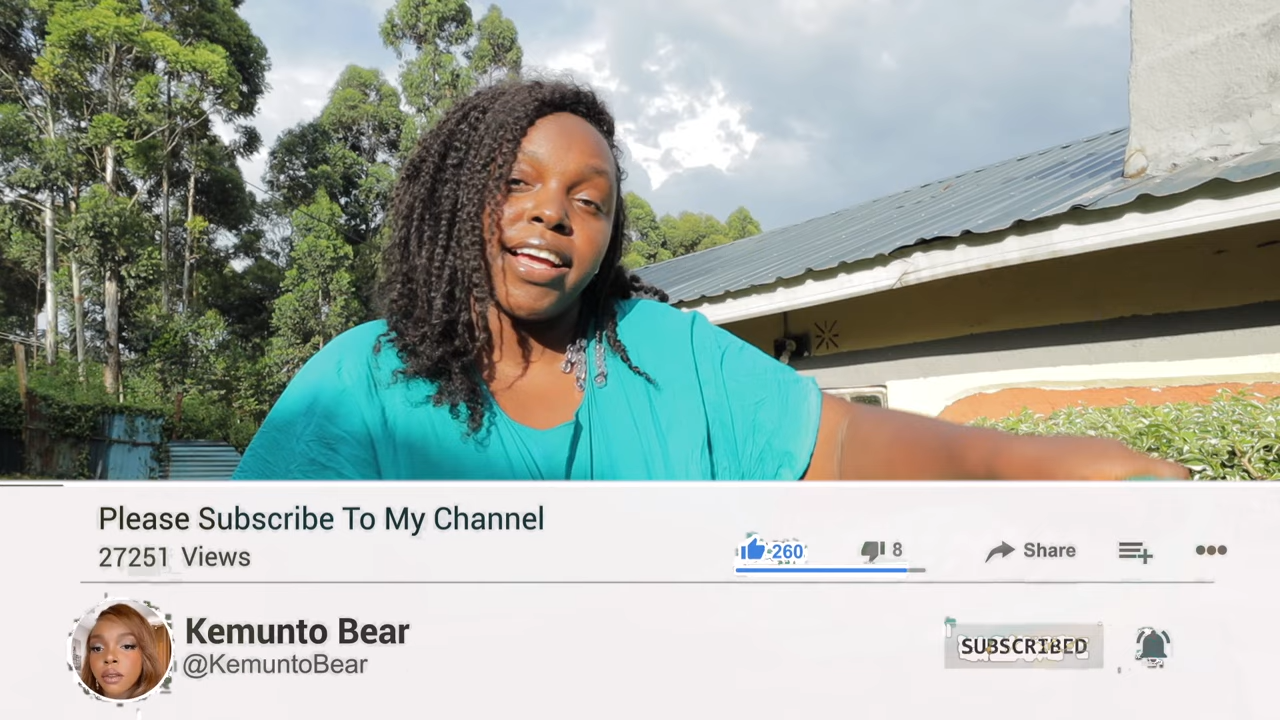 Please Subscribe To My Channel
27251 Views
260
8
Share
Kemunto Bear
@KemuntoBear
SUBSCRIBED